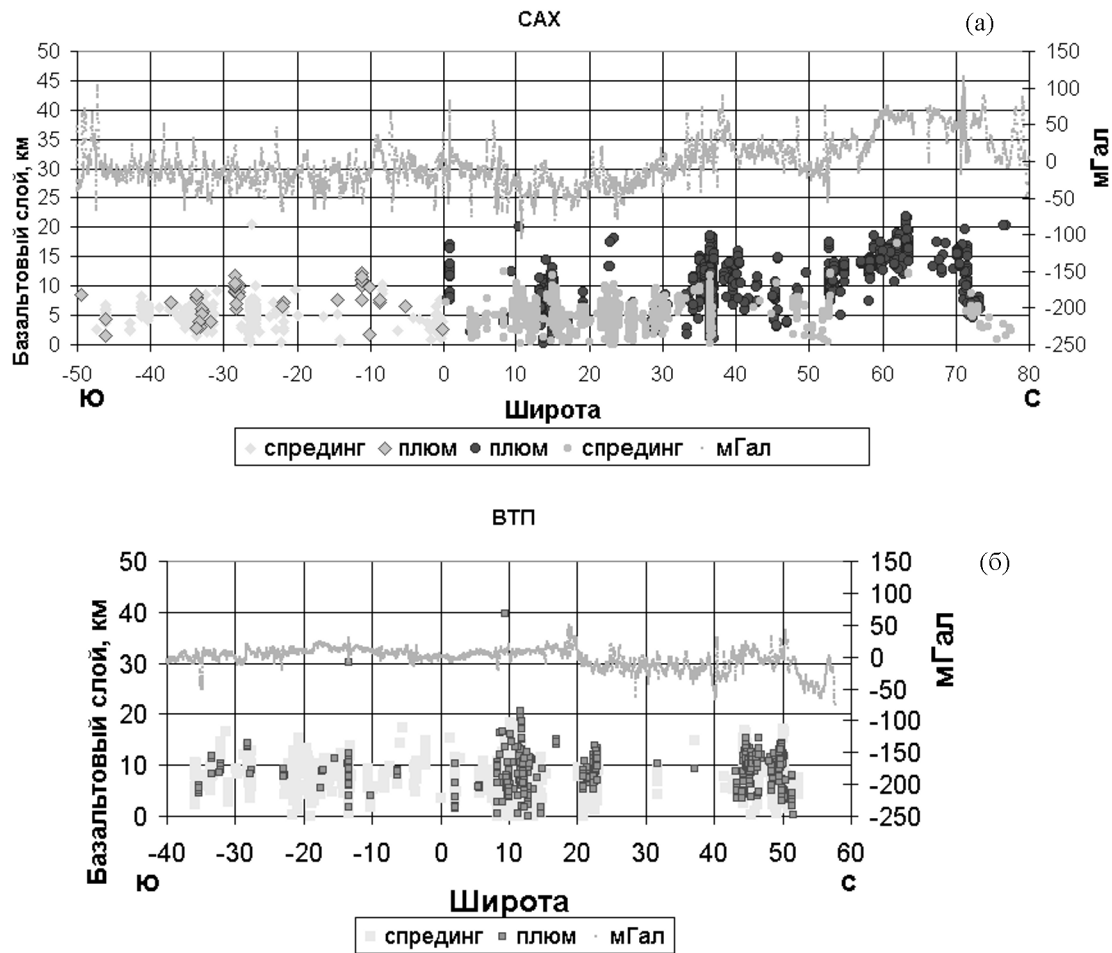 САХ (а)
50 150
45 100
40
35 50
30 0
25 -50
20 -100
15 -150
10
5 -200
0 -250
Базальтовый слой, км
мГал
-50 -40 -30 -20 -10 0 10 20 30 40 50 60 70 80
Ю Широта С
спрединг плюм плюм спрединг мГал
ВТП
(б)
50 150
40 100
30 50
20 0
10 -50
0 -100
-150
-200
-250
Базальтовый слой, км
мГал
-40 -30 -20 -10 0 10 20 30 40 50 60
Ю Широта С
спрединг плюм мГал